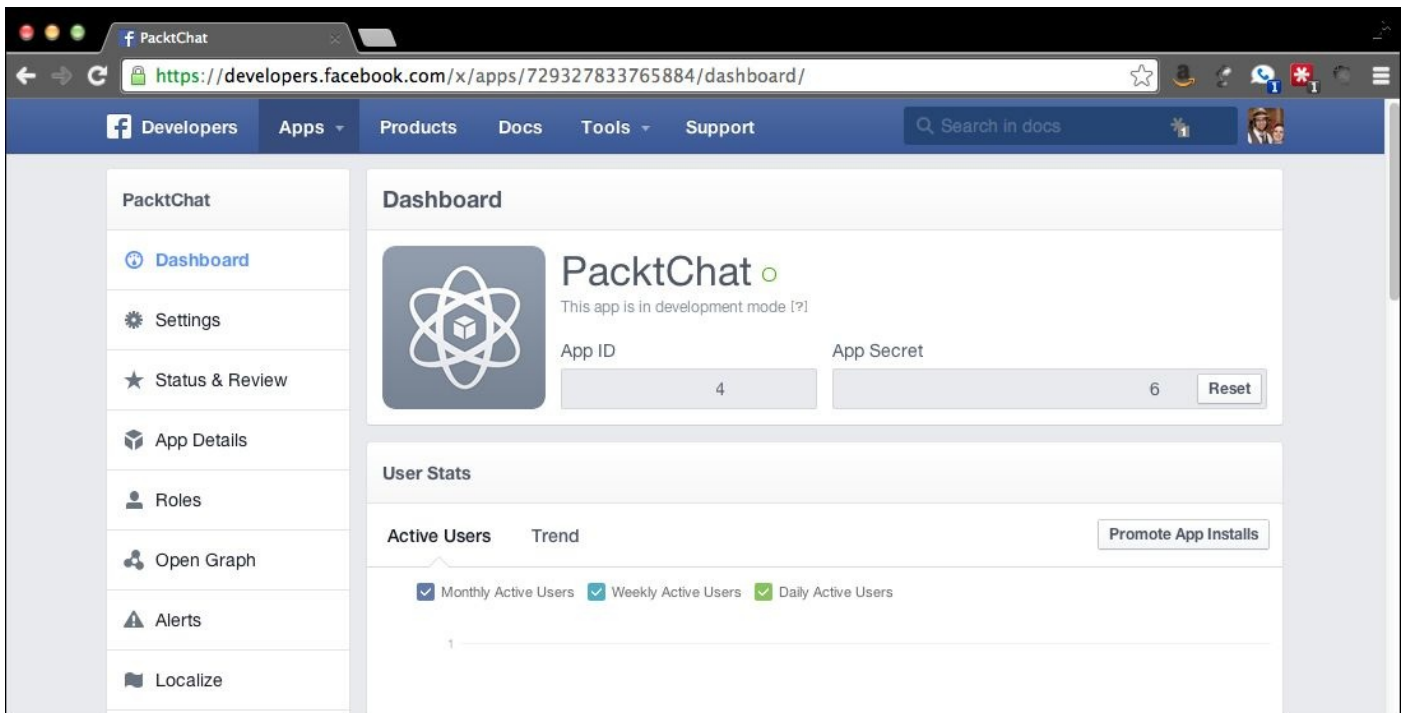 PacktChat
https://developers.facebook.com/x/apps/729327833765884/dashboard/
1 1
f Developers Apps Products Docs Tools Support Search in docs 1
PacktChat
Dashboard
Settings
Status & Review
App Details
Roles
Open Graph
Alerts
Localize
Dashboard
PacktChat
This app is in development mode [?]
App ID App Secret
4 6 Reset
User Stats
Active Users Trend Promote App Installs
Monthly Active Users Weekly Active Users Daily Active Users
1